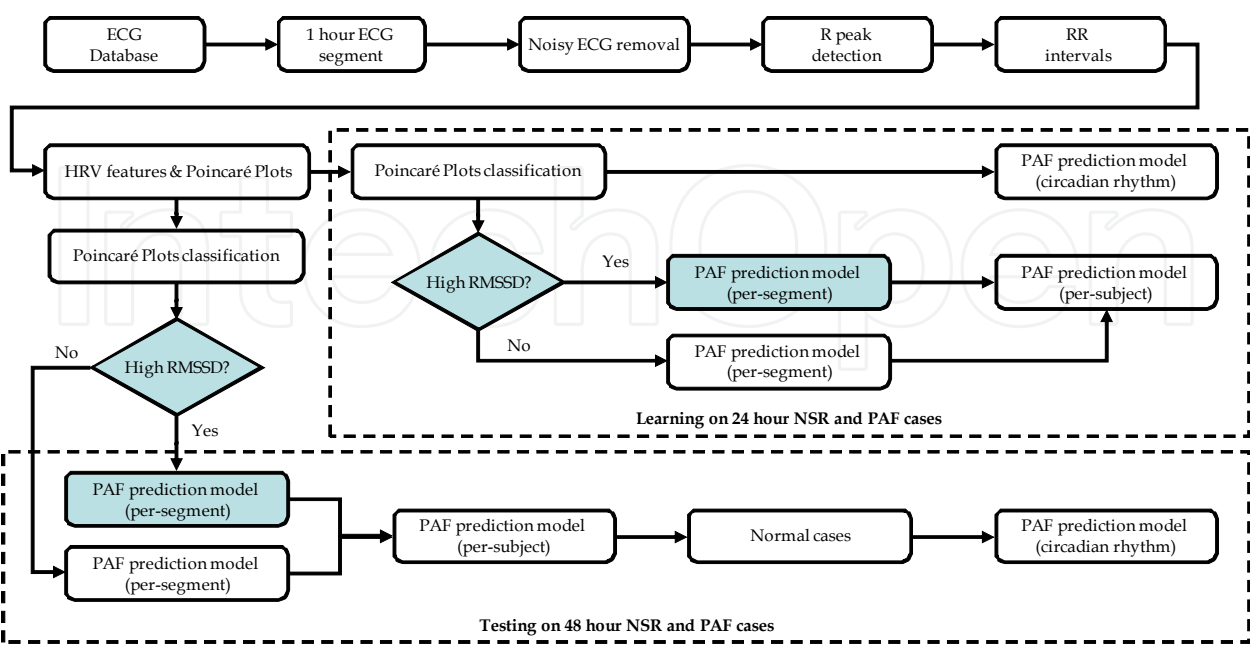 ECG
Database
1 hour ECG
segment
Noisy ECG removal
R peak
detection
RR
intervals
HRV features & Poincaré Plots
Poincaré Plots classification
PAF prediction model
(circadian rhythm)
Poincaré Plots classification
High RMSSD?
Yes
PAF prediction model
(per-segment)
PAF prediction model
(per-subject)
No
PAF prediction model
(per-segment)
Learning on 24 hour NSR and PAF cases
No
High RMSSD?
Yes
PAF prediction model
(per-segment)
PAF prediction model
(per-segment)
PAF prediction model
(per-subject)
Normal cases
PAF prediction model
(circadian rhythm)
Testing on 48 hour NSR and PAF cases
IntechOpen